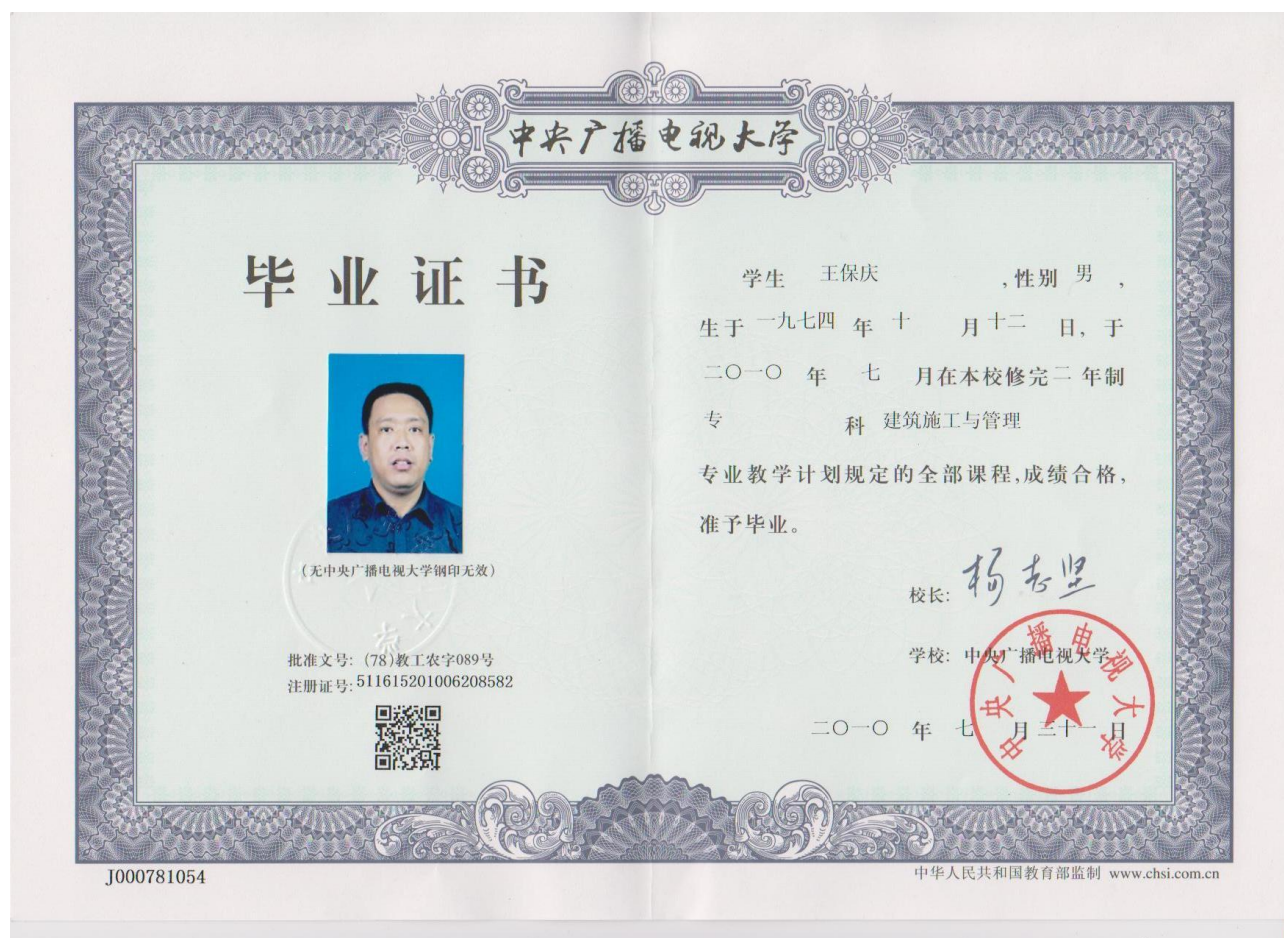 中央广播电视大学
毕业证书
(无中央广播电视大学钢印无效)
批准文号: (78)教工农字089号
注册证号: 511615201006208582
J000781054
学生 王保庆 , 性别 男 ,
生于 一九七四 年 十 月 十二 日, 于
二〇一〇 年 七 月在本校修完 二 年制
专 科 建筑施工与管理
专业教学计划规定的全部课程,成绩合格,
准予毕业。
校长: 杨志坚
学校: 中央广播电视大学
二〇一〇 年 七 月 三十一 日
中央广播电视大学
中华人民共和国教育部监制 www.chsi.com.cn